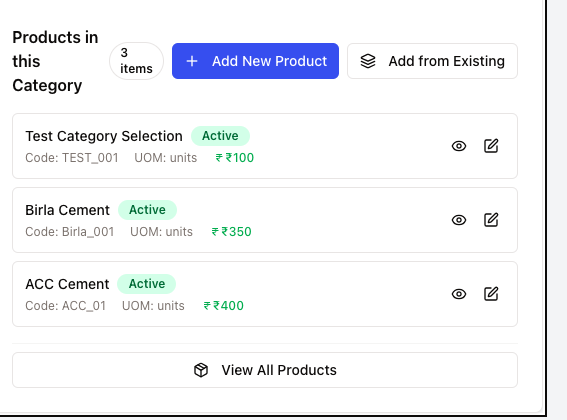 Products in
this
Category
3
items
Add New Product
Add from Existing
Test Category Selection Active
Code: TEST_001 UOM: units ₹ ₹100
Birla Cement Active
Code: Birla_001 UOM: units ₹ ₹350
ACC Cement Active
Code: ACC_01 UOM: units ₹ ₹400
View All Products